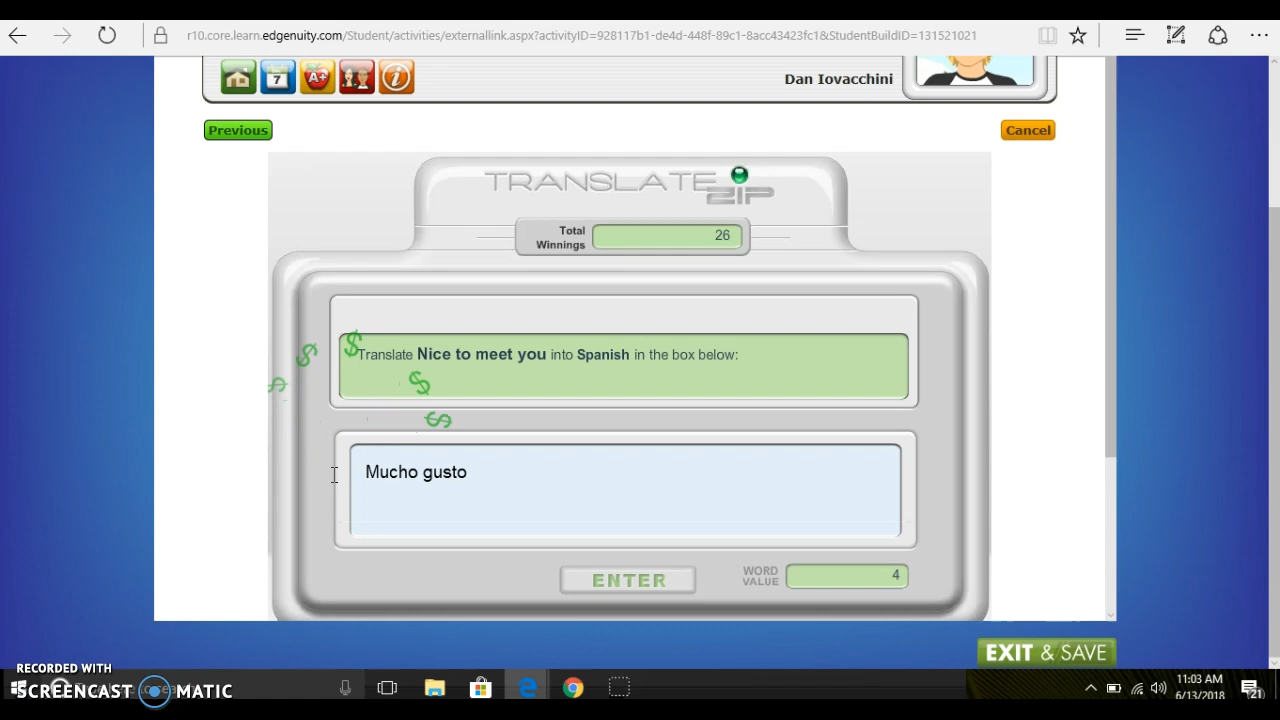 r10.core.learn.edgenuity.com/Student/activities/externallink.aspx?activityID=928117b1-de4d-448f-89c1-8acc43423fc1&StudentBuildID=131521021
7
A+
i
Dan Iovacchini
Previous
Cancel
TRANSLATE ZIP
Total Winnings
26
$ $ $ $ $
Translate Nice to meet you into Spanish in the box below:
Mucho gusto
ENTER
WORD VALUE
4
EXIT & SAVE
RECORDED WITH
SCREENCAST MATIC
11:03 AM
6/13/2018
21